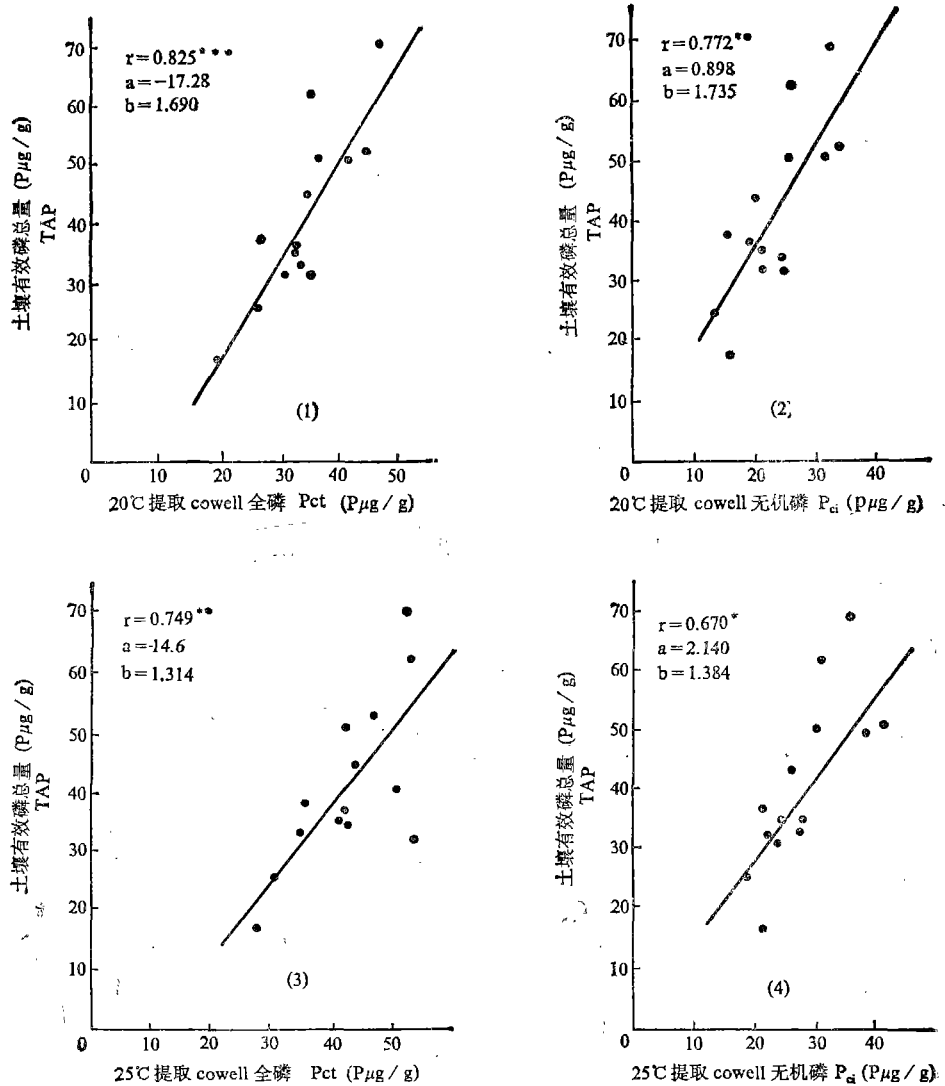 70
60
50
40
30
20
10
0
10
20
30
40
50
r=0.825***
a=-17.28
b=1.690
(1)
土壤有效磷总量 (Pμg/g)
TAP
20℃提取 cowell 全磷 Pct (Pμg/g)
70
60
50
40
30
20
10
0
10
20
30
40
r=0.772**
a=0.898
b=1.735
(2)
土壤有效磷总量 (Pμg/g)
TAP
20℃提取 cowell 无机磷 Pci (pμg/g)
70
60
50
40
30
20
10
0
10
20
30
40
50
r=0.749**
a=-14.6
b=1.314
(3)
土壤有效磷总量 (Pμg/g)
TAP
25℃提取 cowell 全磷 Pct (Pμg/g)
70
60
50
40
30
20
10
0
10
20
30
40
r=0.670*
a=2.140
b=1.384
(4)
土壤有效磷总量 (Pμg/g)
TAP
25℃提取 cowell 无机磷 Pci (Pμg/g)